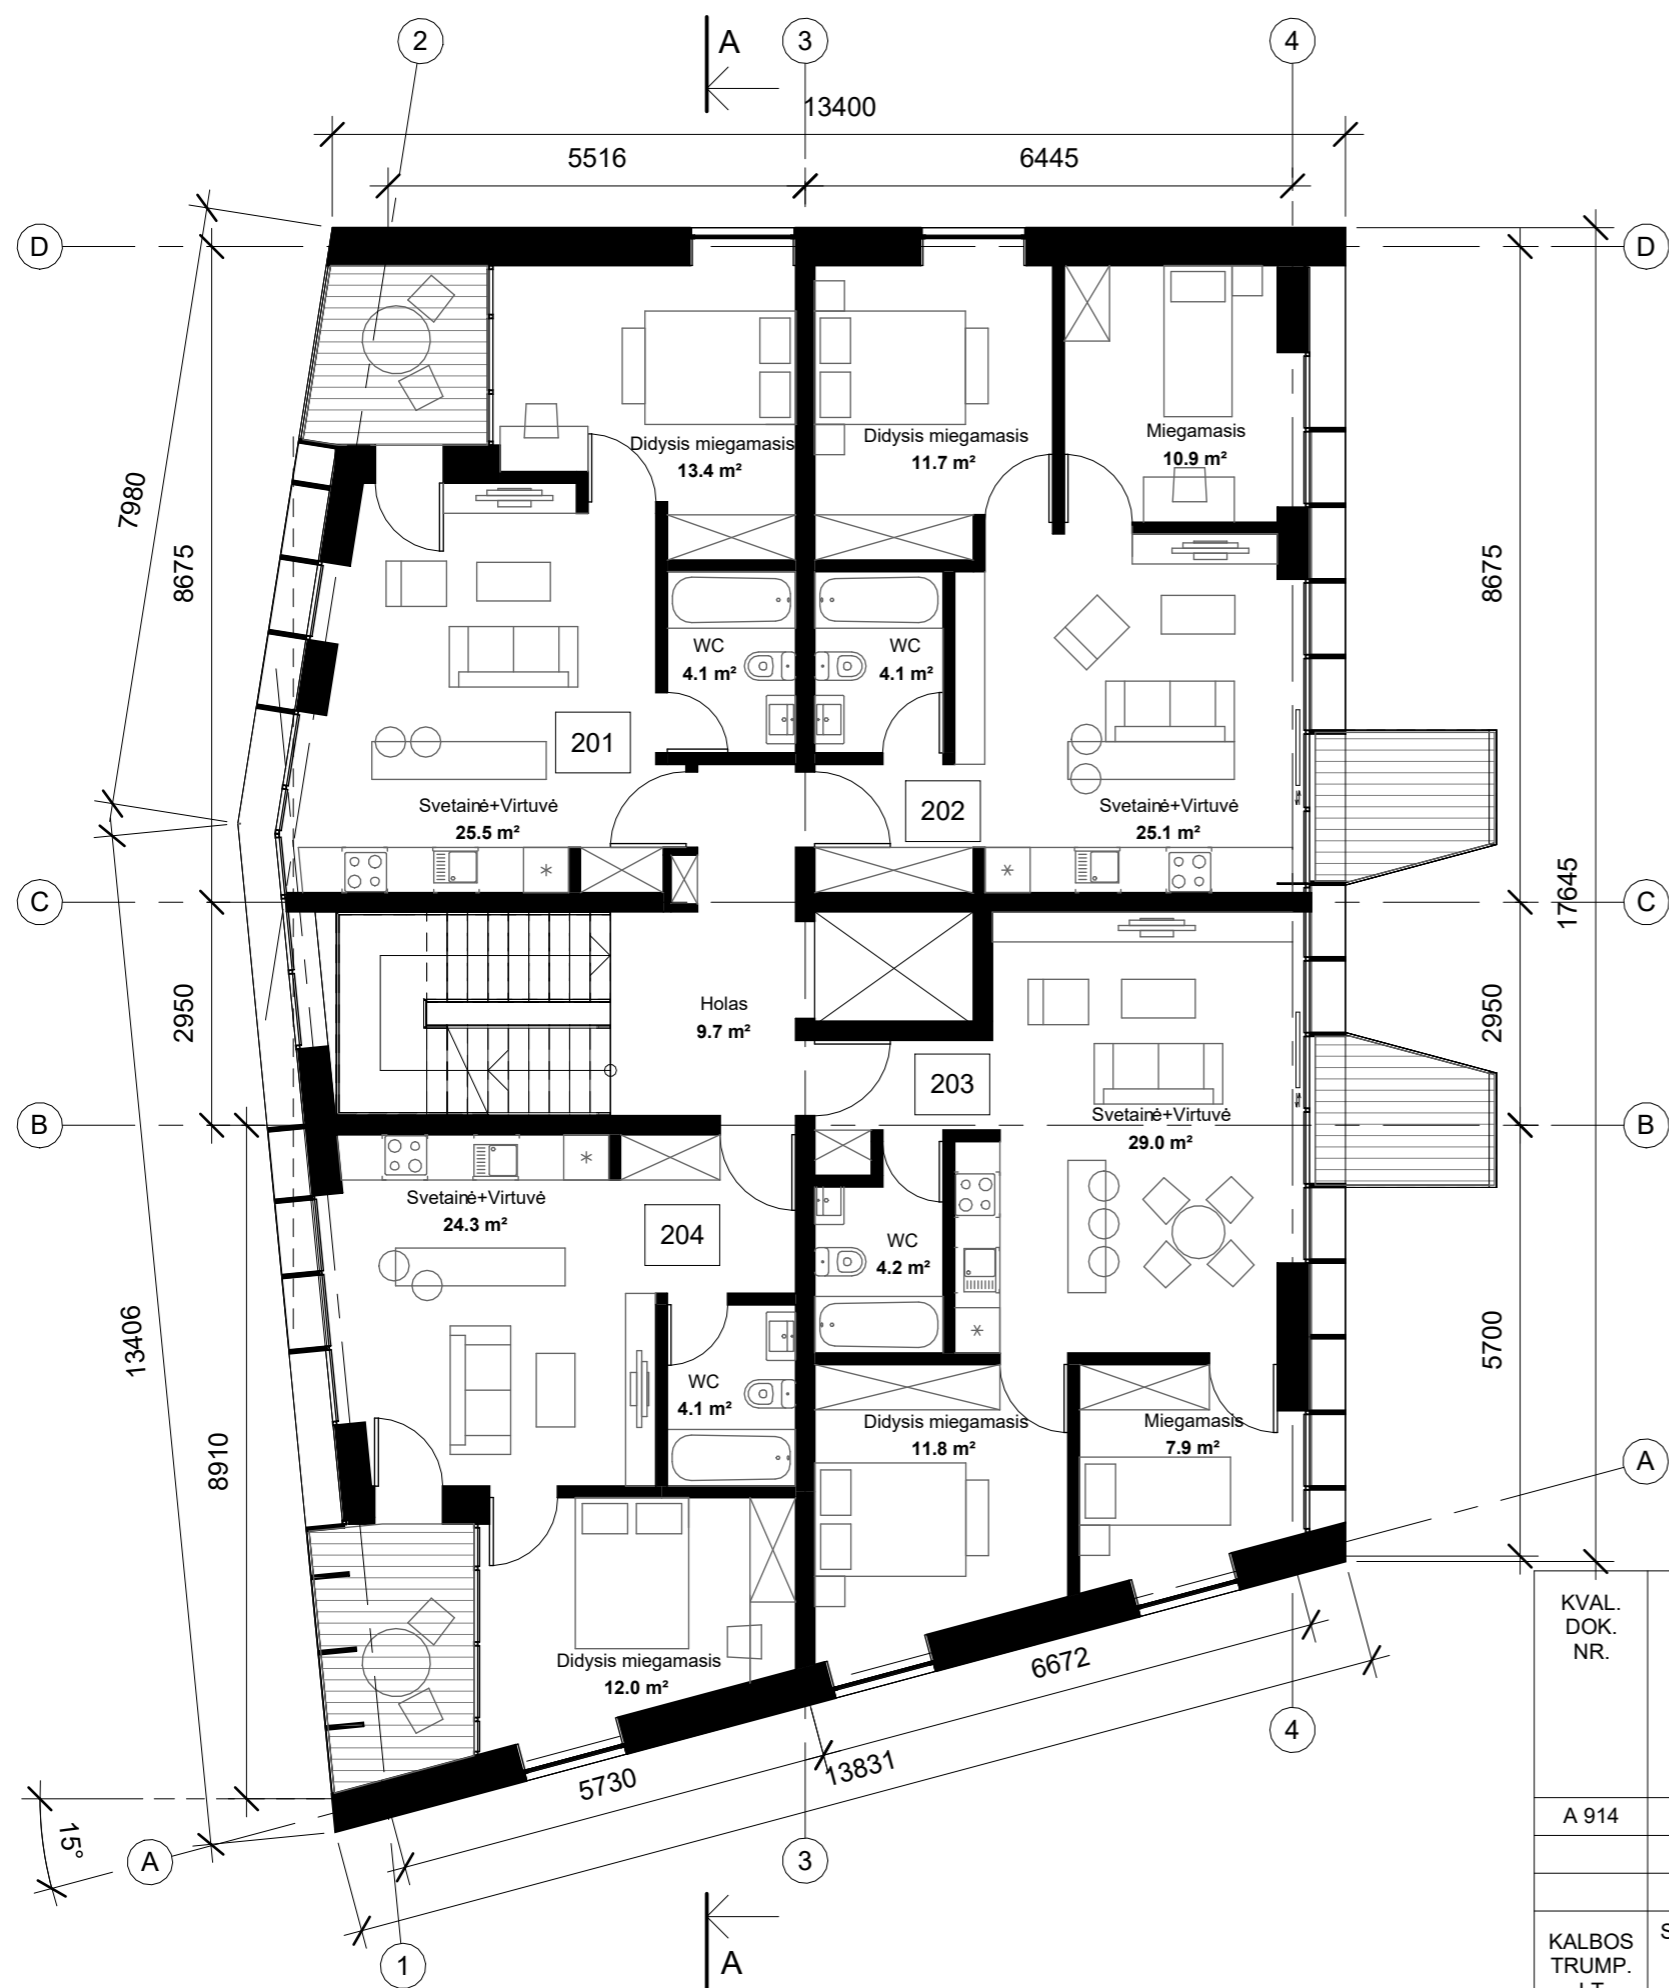 2
A
3
4
13400
5516
6445
D
D
7980
8675
8675
Didysis miegamasis
13.4 m²
Didysis miegamasis
11.7 m²
Miegamasis
10.9 m²
WC
4.1 m²
WC
4.1 m²
201
202
Svetainė+Virtuvė
25.5 m²
Svetainė+Virtuvė
25.1 m²
*
*
C
C
17645
2950
2950
Holas
9.7 m²
203
B
B
Svetainė+Virtuvė
29.0 m²
*
Svetainė+Virtuvė
24.3 m²
204
WC
4.2 m²
*
13406
5700
8910
WC
4.1 m²
Didysis miegamasis
11.8 m²
Miegamasis
7.9 m²
A
Didysis miegamasis
12.0 m²
6672
5730
13831
4
3
15°
A
1
A
KVAL.
DOK.
NR.
A 914
KALBOS
TRUMP.
LT
S